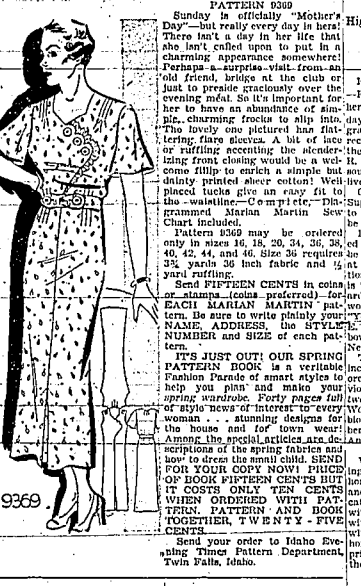 PATTERN 9369
Sunday is officially "Mother's
Day"—but really every day is hers!
There isn't a day in her life that
she isn't called upon to put in a
charming appearance somewhere!
Perhaps a surprise visit from an
old friend, bridge at the club or
just to preside graciously over the
evening meal. So it's important for
her to have an abundance of sim-
ple, charming frocks to slip into.
The lovely one pictured has flat-
tering flare sleeves. A bit of lace
or ruffling accenting the slender-
izing front closing would be a wel-
come fillip to enrich a simple but
dainty printed sheer cotton! Well
placed tucks give an easy fit to
the waistline. Complete, Dia-
grammed Marian Martin Sew
Chart included.
Pattern 9369 may be ordered
only in sizes 16, 18, 20, 34, 36, 38,
40, 42, 44, and 46. Size 36 requires
yards 36 inch fabric and
yard ruffling.
Send FIFTEEN CENTS in coins
or stamps (coins preferred) for
EACH MARIAN MARTIN pat-
tern. Be sure to write plainly your
NAME, ADDRESS, the STYLE
NUMBER and SIZE of each pat-
tern.
IT'S JUST OUT! OUR SPRING
PATTERN BOOK is a veritable
Fashion Parade of smart styles to
help you plan and make your
spring wardrobe. Forty pages full
of style news of interest to every
woman . . . stunning designs for
the house and for town wear!
Among the special articles are de-
scriptions of the spring fabrics and
how to dress the small child. SEND
FOR YOUR COPY NOW! PRICE
OF BOOK FIFTEEN CENTS BUT
IT COSTS ONLY TEN CENTS
WHEN ORDERED WITH PAT-
TERN. PATTERN AND BOOK
TOGETHER, TWENTY-FIVE
CENTS.
Send your order to Idaho Eve-
ning Times Pattern Department,
Twin Falls, Idaho.
9369